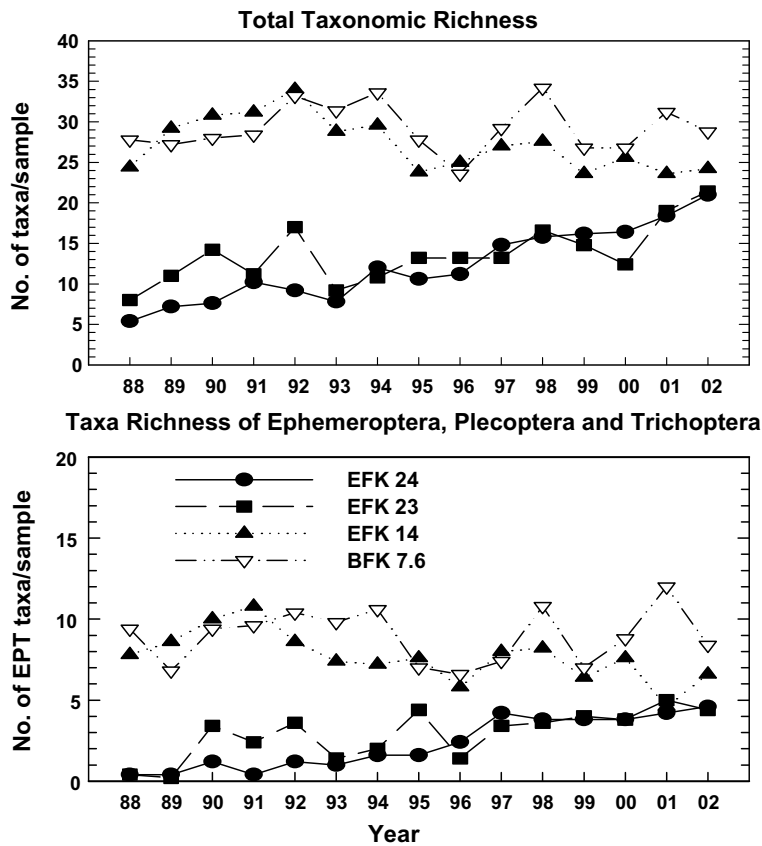 Total Taxonomic Richness
No. of taxa/sample
40
35
30
25
20
15
10
5
0
88 89 90 91 92 93 94 95 96 97 98 99 00 01 02
Taxa Richness of Ephemeroptera, Plecoptera and Trichoptera
No. of EPT taxa/sample
20
15
10
5
0
EFK 24
EFK 23
EFK 14
BFK 7.6
88 89 90 91 92 93 94 95 96 97 98 99 00 01 02
Year